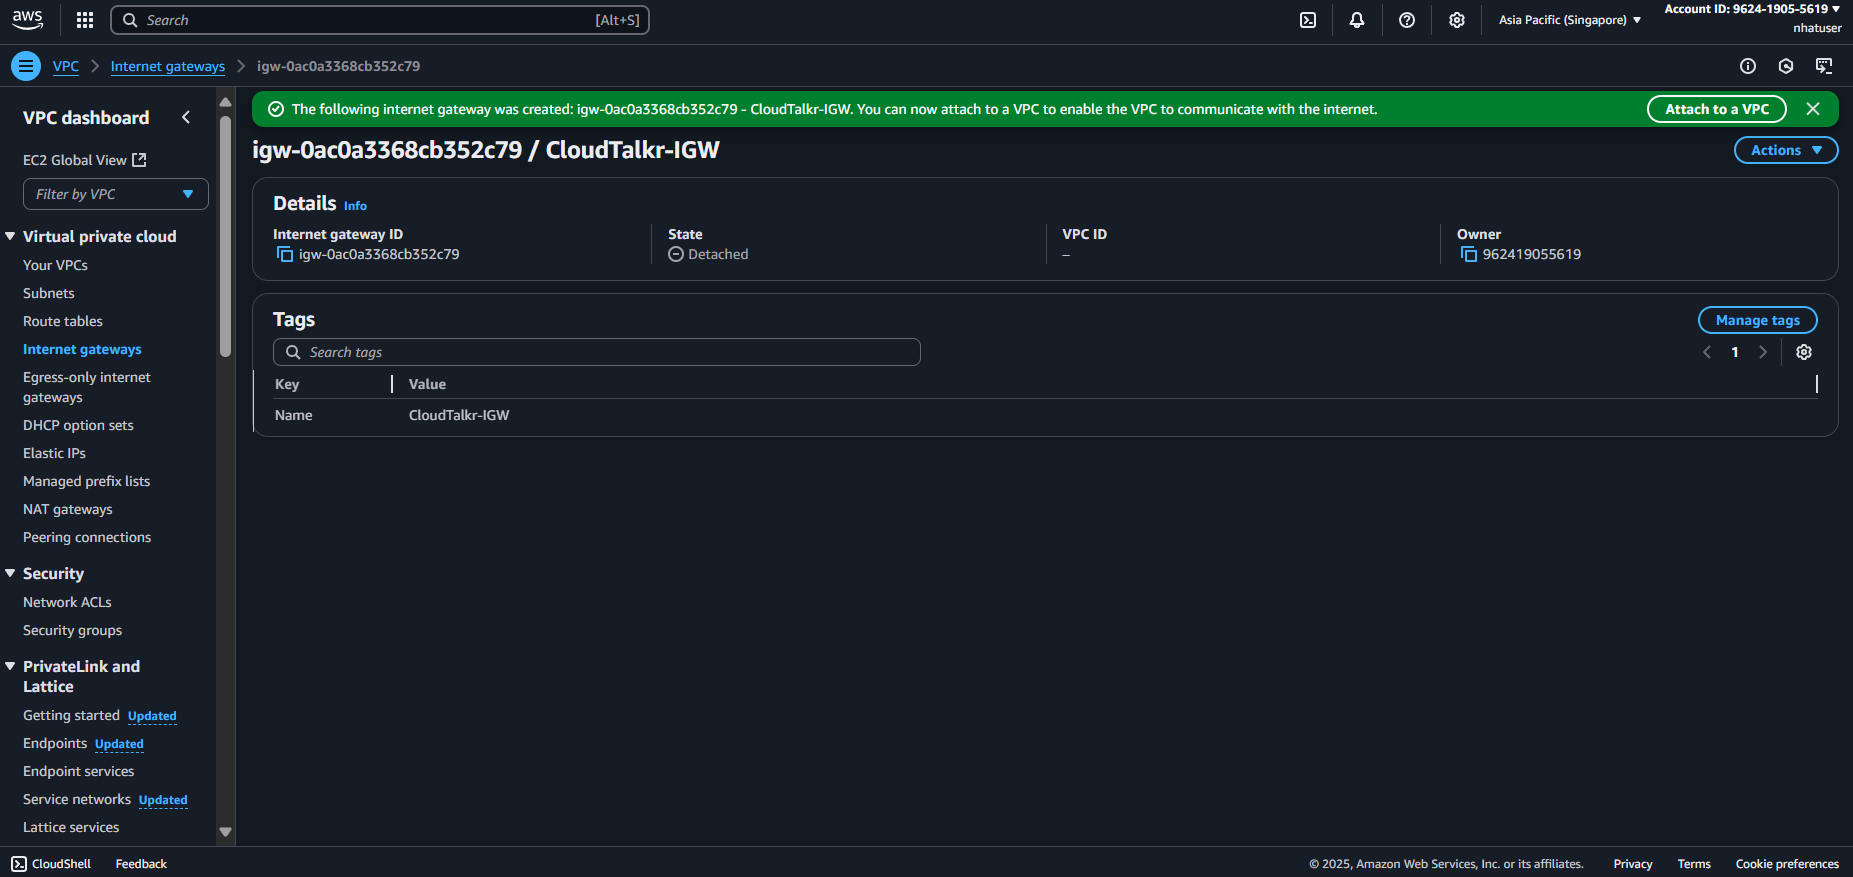 aws
Search
[Alt+S]
Asia Pacific (Singapore)
Account ID: 9624-1905-5619
nhatuser
VPC
Internet gateways
igw-0ac0a3368cb352c79
VPC dashboard
EC2 Global View
Filter by VPC
Virtual private cloud
Your VPCs
Subnets
Route tables
Internet gateways
Egress-only internet
gateways
DHCP option sets
Elastic IPs
Managed prefix lists
NAT gateways
Peering connections
Security
Network ACLs
Security groups
PrivateLink and
Lattice
Getting started Updated
Endpoints Updated
Endpoint services
Service networks Updated
Lattice services
The following internet gateway was created: igw-0ac0a3368cb352c79 - CloudTalkr-IGW. You can now attach to a VPC to enable the VPC to communicate with the internet.
Attach to a VPC
igw-0ac0a3368cb352c79 / CloudTalkr-IGW
Actions
Details Info
Internet gateway ID
igw-0ac0a3368cb352c79
State
Detached
VPC ID
–
Owner
962419055619
Tags
Manage tags
Search tags
1
Key
Value
Name
CloudTalkr-IGW
CloudShell
Feedback
© 2025, Amazon Web Services, Inc. or its affiliates.
Privacy
Terms
Cookie preferences